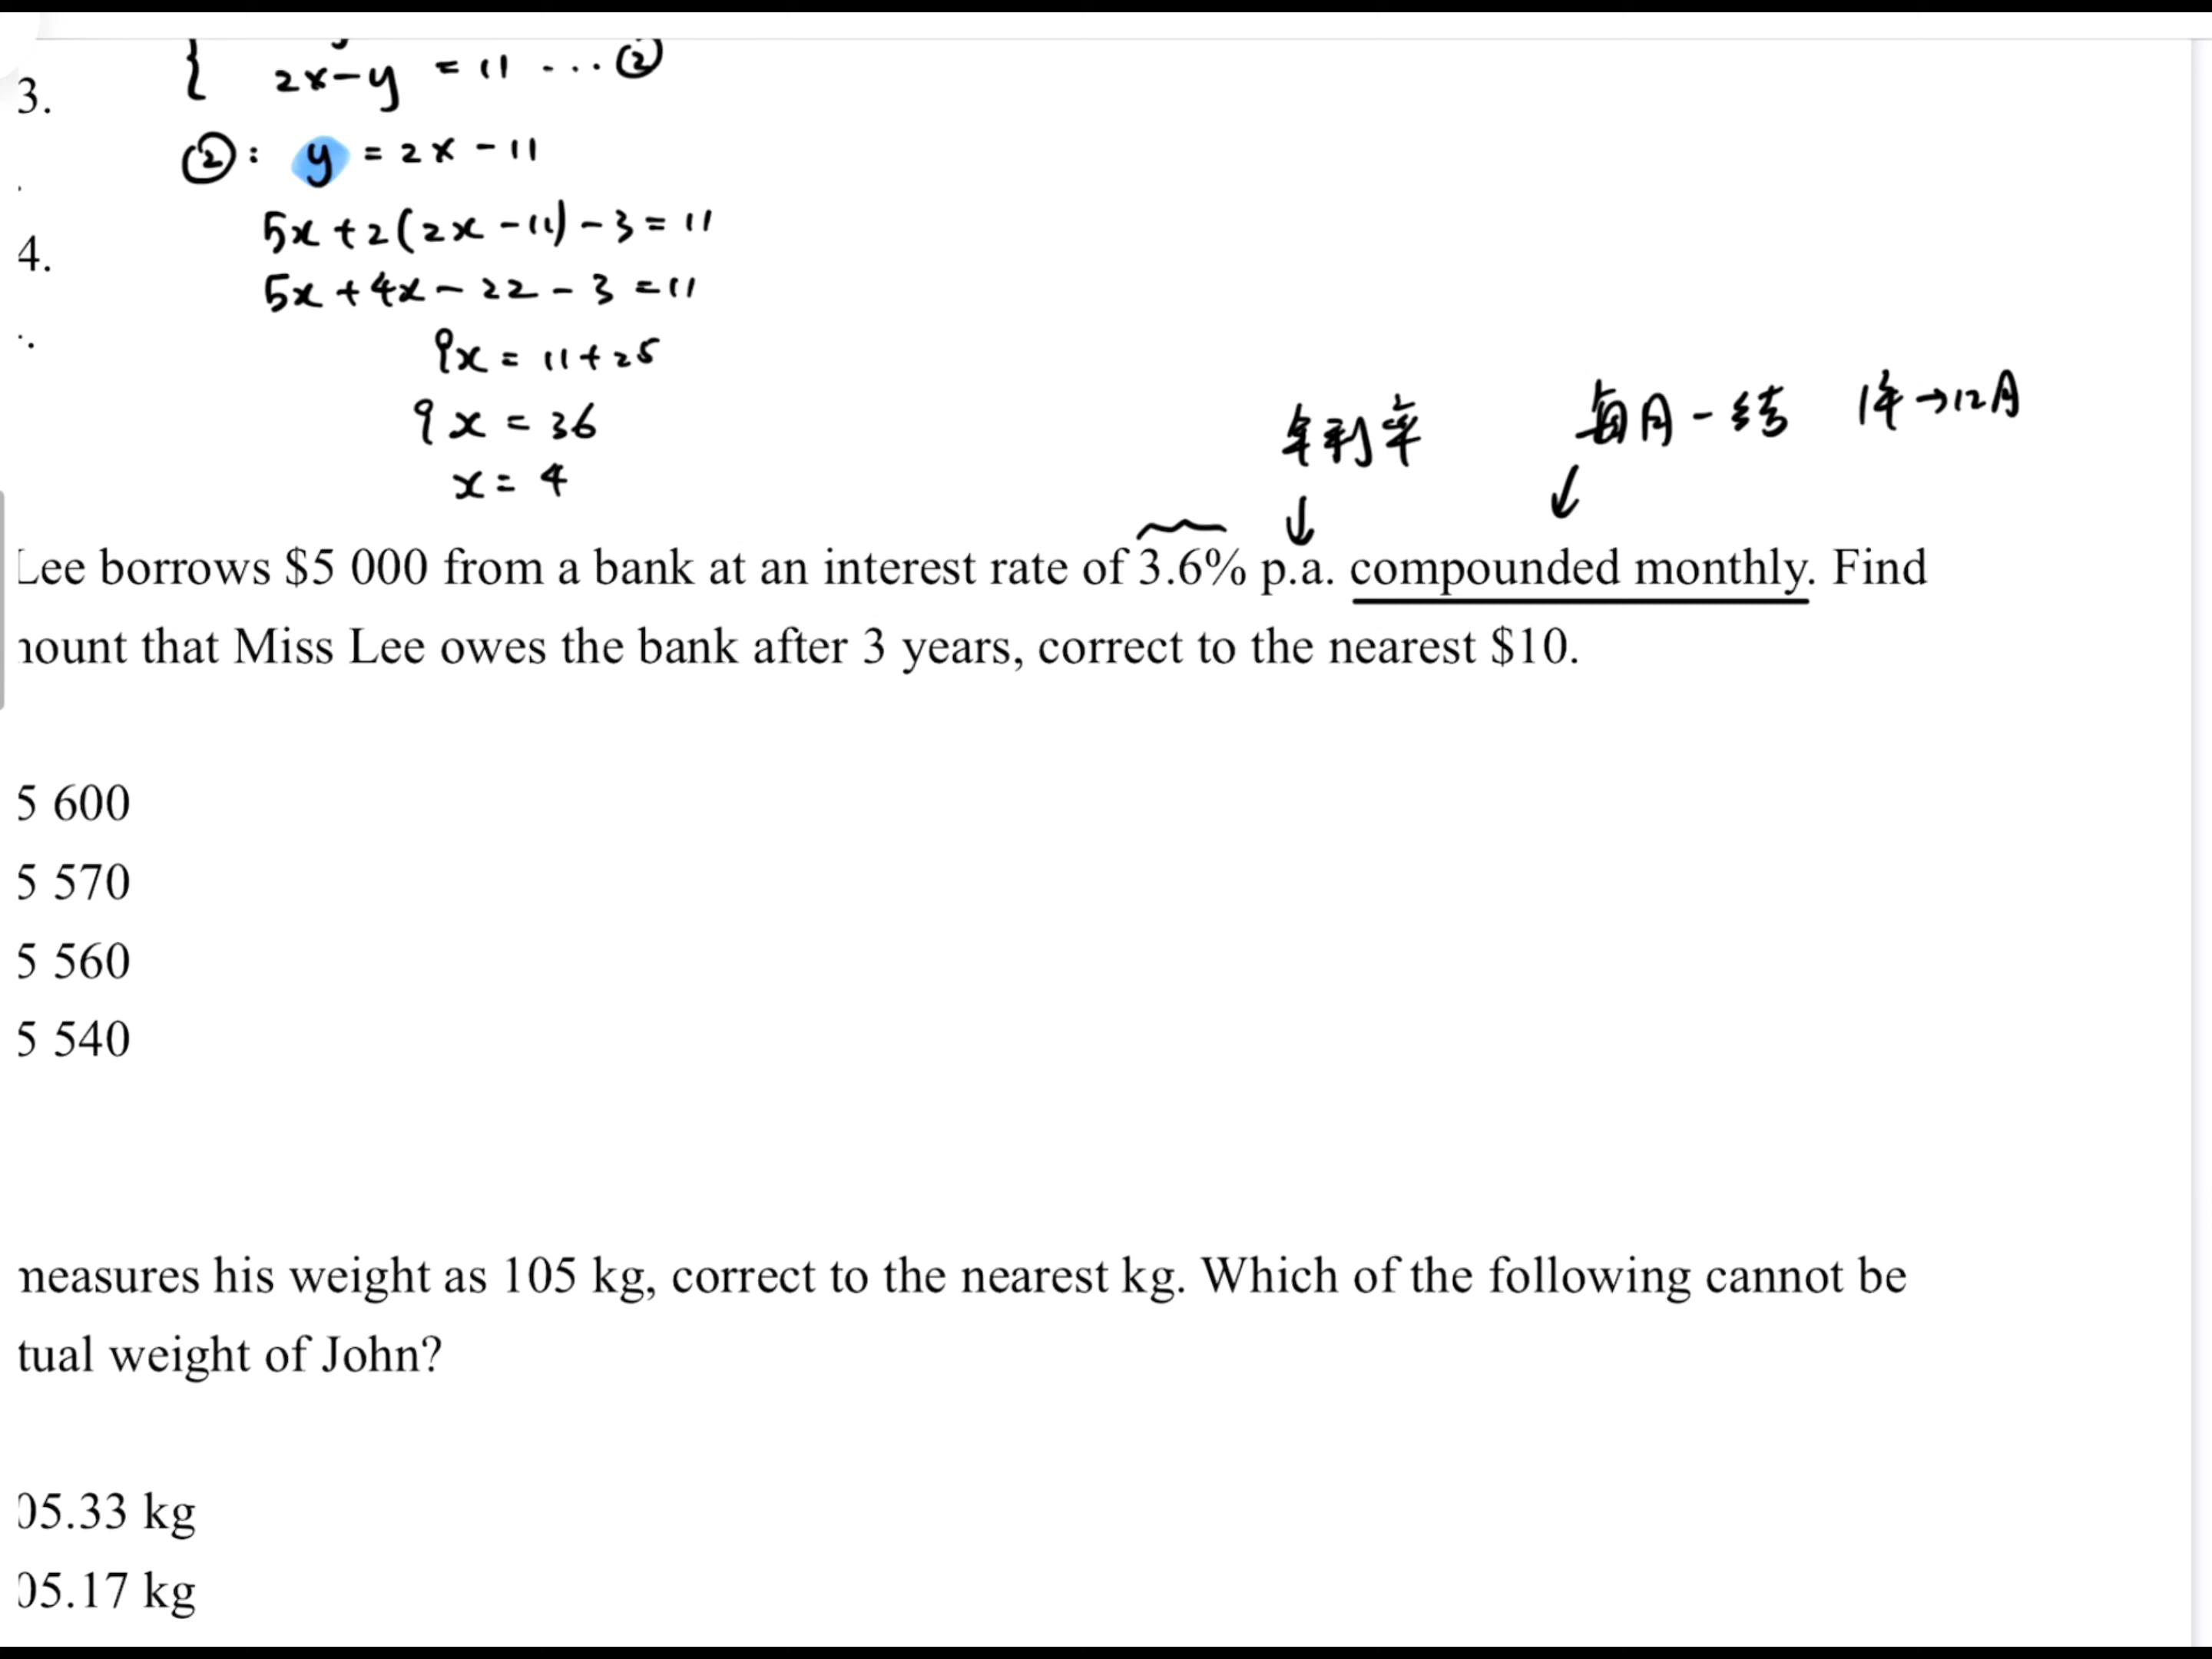 { 2x-y = 11 ... ②
3.
②: y = 2x - 11
4.
5x + 2(2x - 11) - 3 = 11
5x + 4x - 22 - 3 = 11
9x = 11 + 25
9x = 36
x = 4
年利率 每月一结 1年→12月
↓ ↓
Lee borrows $5 000 from a bank at an interest rate of 3.6% p.a. compounded monthly. Find
nount that Miss Lee owes the bank after 3 years, correct to the nearest $10.
5 600
5 570
5 560
5 540
neasures his weight as 105 kg, correct to the nearest kg. Which of the following cannot be
tual weight of John?
05.33 kg
05.17 kg